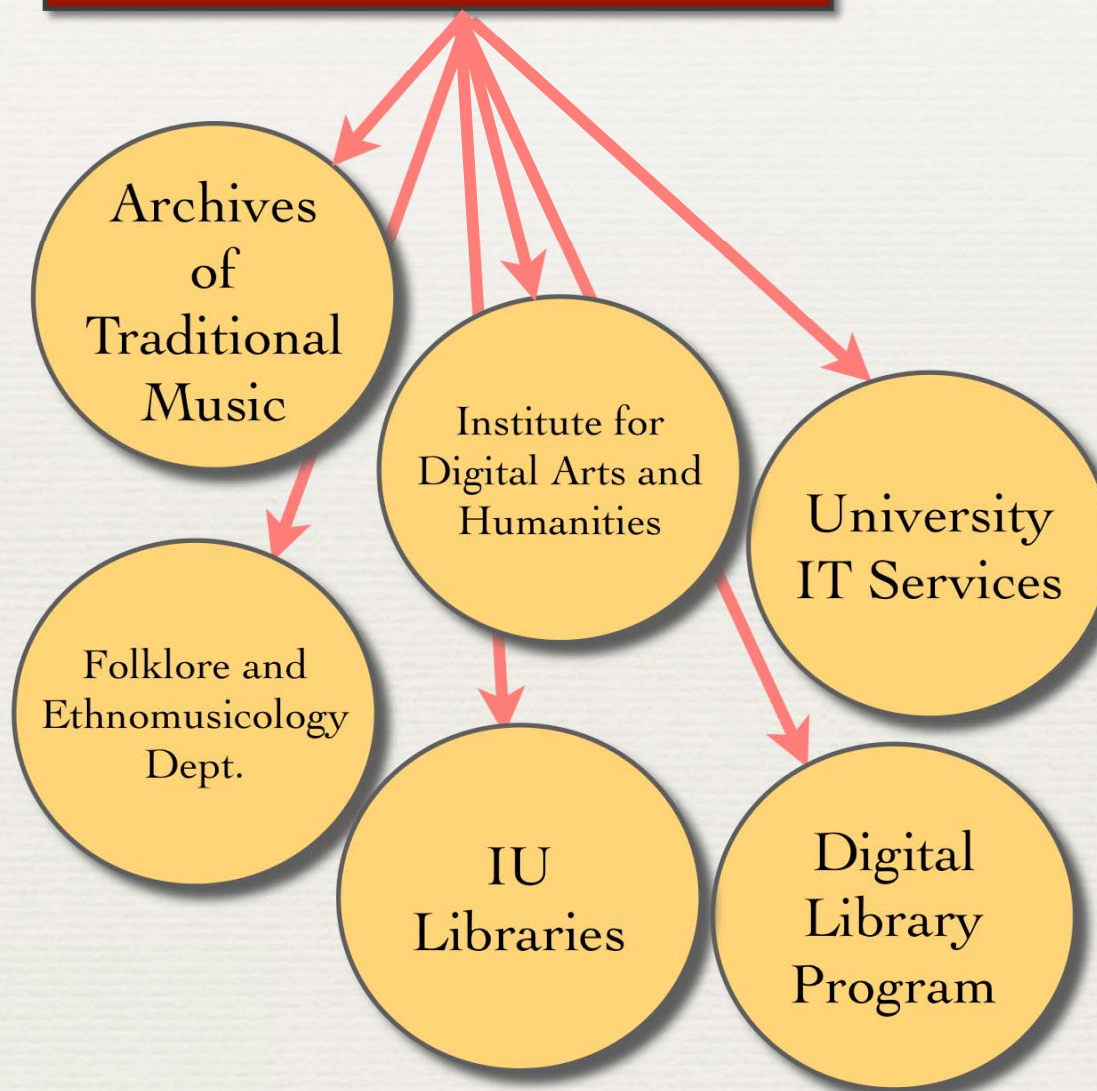 Archives
of
Traditional
Music
Institute for
Digital Arts and
Humanities
University
IT Services
Folklore and
Ethnomusicology
Dept.
IU
Libraries
Digital
Library
Program